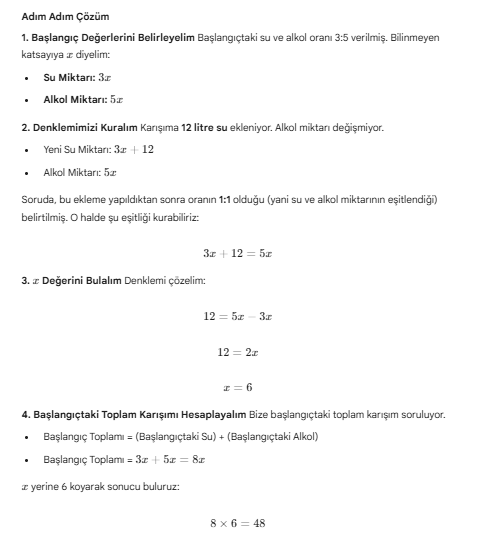 Adım Adım Çözüm
1. Başlangıç Değerlerini Belirleyelim Başlangıçtaki su ve alkol oranı 3:5 verilmiş. Bilinmeyen
katsayıya x diyelim:
• Su Miktarı: 3x
• Alkol Miktarı: 5x
2. Denklemimizi Kuralım Karışıma 12 litre su ekleniyor. Alkol miktarı değişmiyor.
• Yeni Su Miktarı: 3x + 12
• Alkol Miktarı: 5x
Soruda, bu ekleme yapıldıktan sonra oranın 1:1 olduğu (yani su ve alkol miktarının eşitlendiği)
belirtilmiş. O halde şu eşitliği kurabiliriz:
3x + 12 = 5x
3. x Değerini Bulalım Denklemi çözelim:
12 = 5x − 3x
12 = 2x
x = 6
4. Başlangıçtaki Toplam Karışımı Hesaplayalım Bize başlangıçtaki toplam karışım soruluyor.
• Başlangıç Toplamı = (Başlangıçtaki Su) + (Başlangıçtaki Alkol)
• Başlangıç Toplamı = 3x + 5x = 8x
x yerine 6 koyarak sonucu buluruz:
8 × 6 = 48